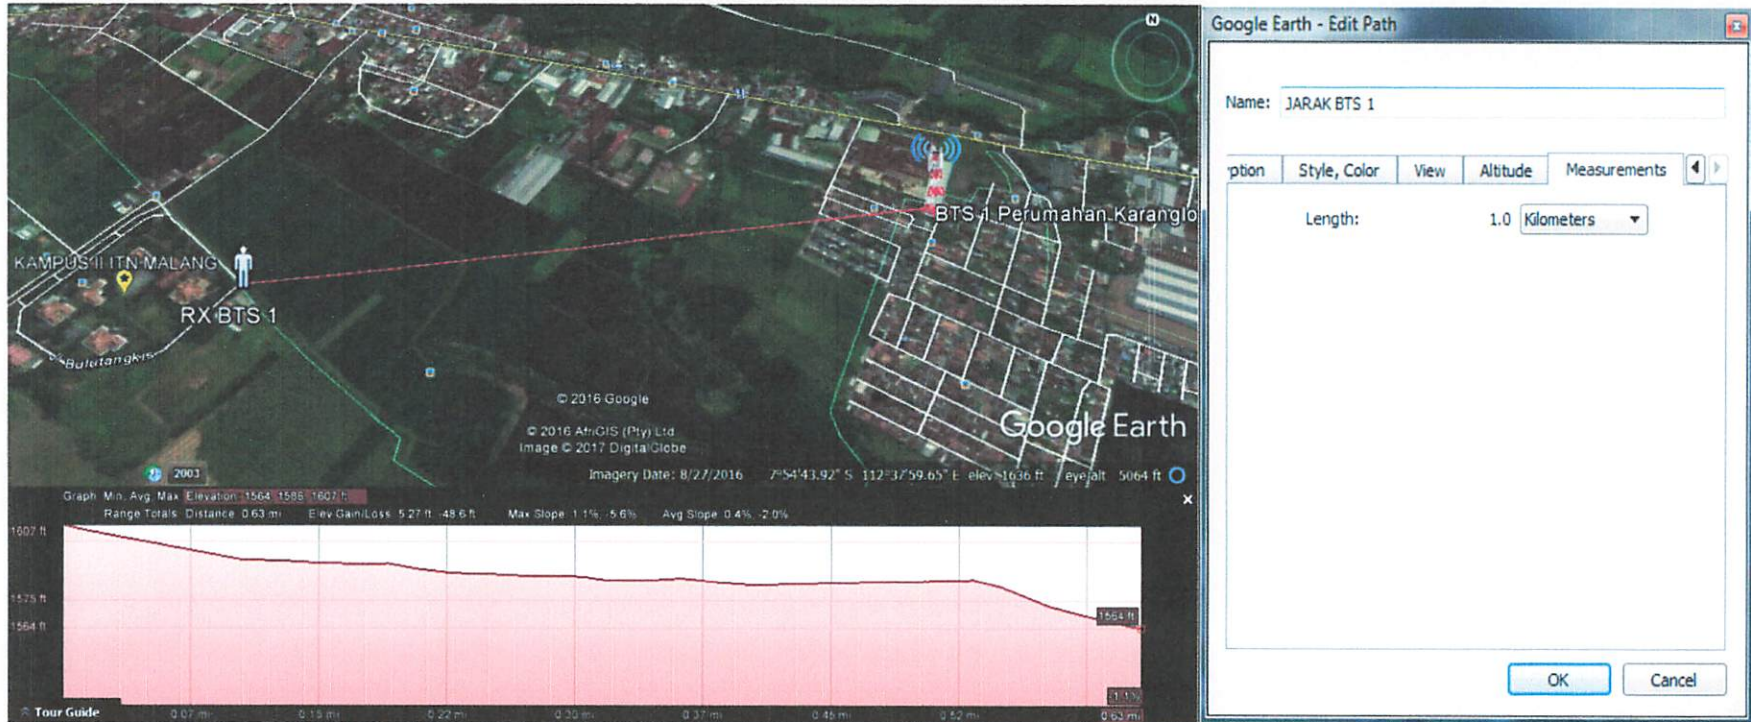 N
BTS 1 Perumahan Karanglo
KAMPUS II ITN MALANG
RX BTS 1
Bulutangkis
© 2016 Google
© 2016 AfriGIS (Pty) Ltd.
Image © 2017 DigitalGlobe
Google Earth
2003
Imagery Date: 8/27/2016 7°54'43.92" S 112°37'59.65" E elev 1636 ft eye alt 5064 ft
Graph: Min, Avg, Max Elevation: 1564, 1586, 1607 ft
Range Totals: Distance: 0.63 mi Elev Gain/Loss: 5.27 ft, -48.6 ft Max Slope: 1.1%, -5.6% Avg Slope: 0.4%, -2.0%
1607 ft
1575 ft
1564 ft
1564 ft
Tour Guide
0.07 mi 0.15 mi 0.22 mi 0.30 mi 0.37 mi 0.45 mi 0.52 mi 0.63 mi
Google Earth - Edit Path
Name: JARAK BTS 1
ption Style, Color View Altitude Measurements
Length: 1.0 Kilometers
OK Cancel